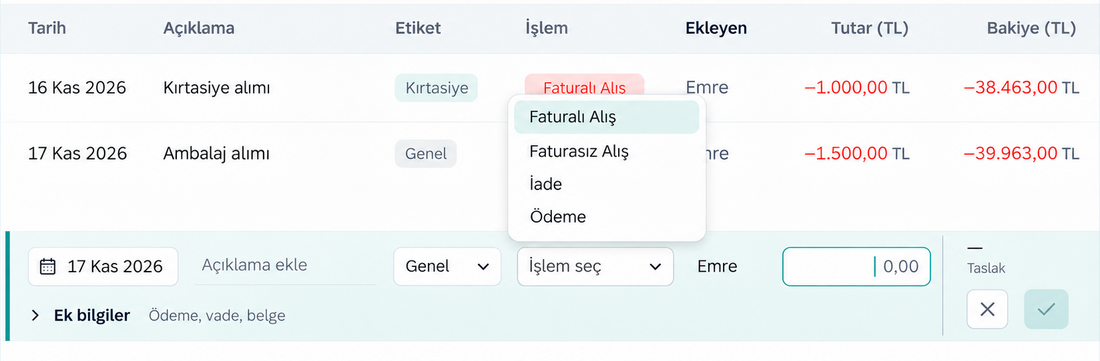 Tarih Açıklama Etiket İşlem Ekleyen Tutar (TL) Bakiye (TL)
16 Kas 2026 Kırtasiye alımı Kırtasiye Faturalı Alış Emre –1.000,00 TL –38.463,00 TL
Faturalı Alış
17 Kas 2026 Ambalaj alımı Genel –1.500,00 TL –39.963,00 TL
Faturasız Alış
İade
Ödeme
17 Kas 2026 Açıklama ekle Genel İşlem seç Emre 0,00 —
Taslak
Ek bilgiler Ödeme, vade, belge